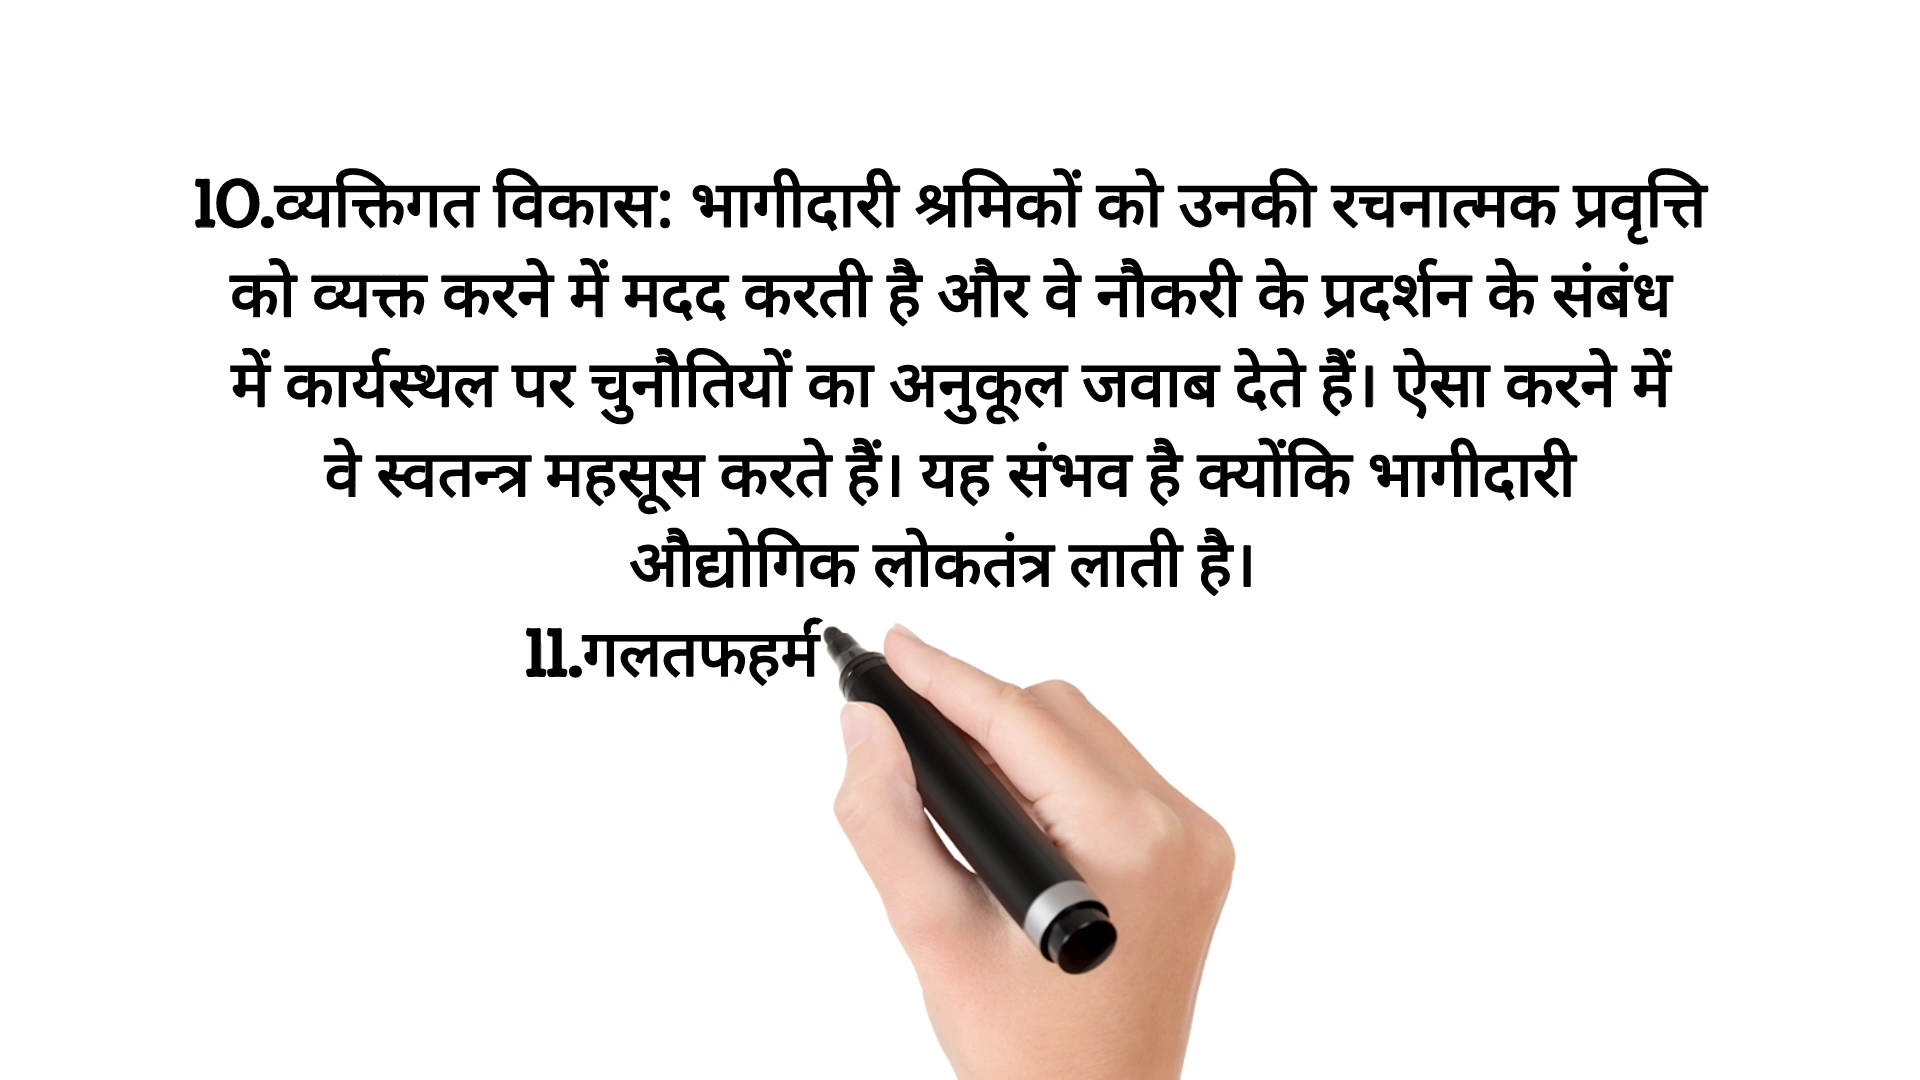 10.व्यक्तिगत विकास: भागीदारी श्रमिकों को उनकी रचनात्मक प्रवृत्ति
को व्यक्त करने में मदद करती है और वे नौकरी के प्रदर्शन के संबंध
में कार्यस्थल पर चुनौतियों का अनुकूल जवाब देते हैं। ऐसा करने में
वे स्वतन्त्र महसूस करते हैं। यह संभव है क्योंकि भागीदारी
औद्योगिक लोकतंत्र लाती है।
11.